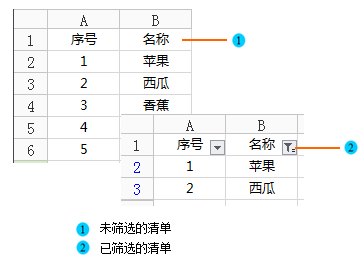 A B
1 序号 名称 1
2 1 苹果
3 2 西瓜
4 3 香蕉
5 4
6 5
A B
1 序号 名称 2
2 1 苹果
3 2 西瓜
1 未筛选的清单
2 已筛选的清单